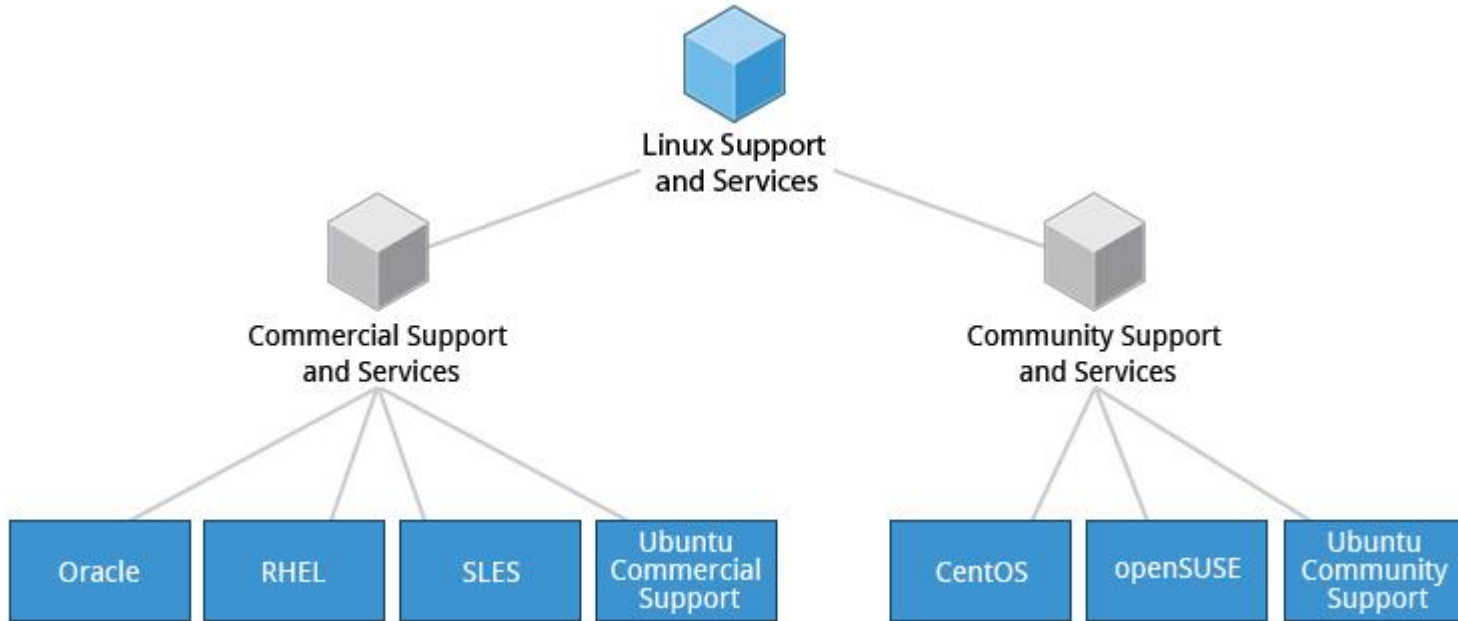 Linux Support
and Services
Commercial Support
and Services
Community Support
and Services
Oracle
RHEL
SLES
Ubuntu
Commercial
Support
CentOS
openSUSE
Ubuntu
Community
Support